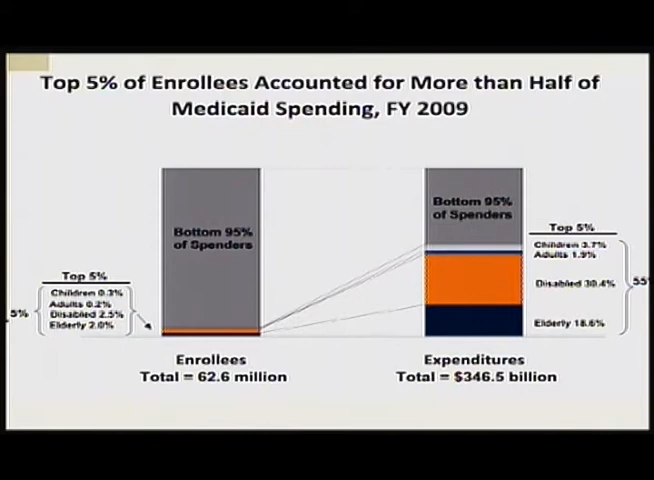 Top 5% of Enrollees Accounted for More than Half of
Medicaid Spending, FY 2009
Bottom 95%
of Spenders
Bottom 95%
of Spenders
Top 5%
Children 3.7%
Adults 1.9%
Disabled 30.4%
Elderly 18.6%
55
Top 5%
Children 0.3%
Adults 0.2%
Disabled 2.5%
Elderly 2.0%
5%
Enrollees
Total = 62.6 million
Expenditures
Total = $346.5 billion